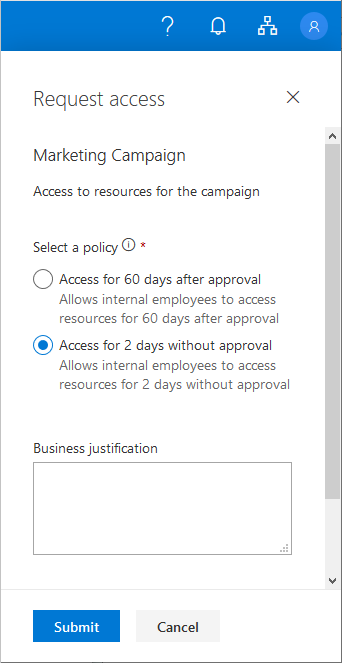 Request access
Marketing Campaign
Access to resources for the campaign
Select a policy *
Access for 60 days after approval
Allows internal employees to access
resources for 60 days after approval
Access for 2 days without approval
Allows internal employees to access
resources for 2 days without approval
Business justification
Submit Cancel